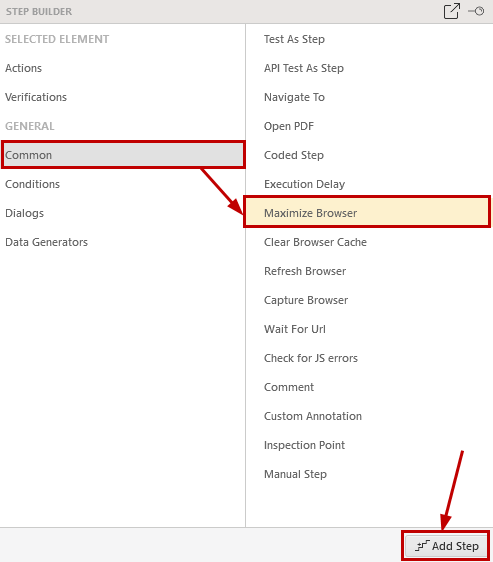 STEP BUILDER
SELECTED ELEMENT
Actions
Verifications
GENERAL
Common
Conditions
Dialogs
Data Generators
Test As Step
API Test As Step
Navigate To
Open PDF
Coded Step
Execution Delay
Maximize Browser
Clear Browser Cache
Refresh Browser
Capture Browser
Wait For Url
Check for JS errors
Comment
Custom Annotation
Inspection Point
Manual Step
Add Step